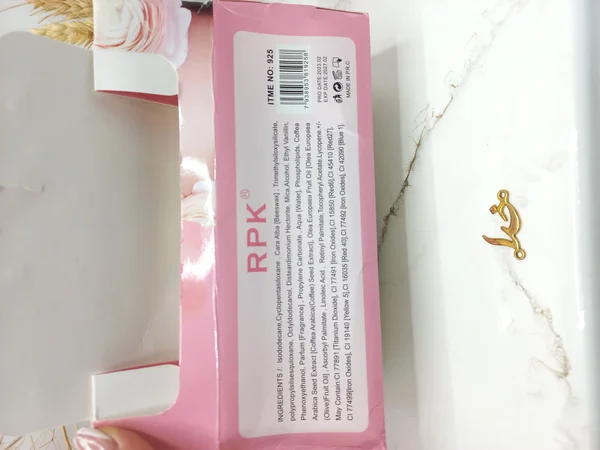 RPK®
ITME NO: 925
7 638953 619258
PRO DATE:2023.02
EXP DATE:2027.02
MADE IN P.R.C
INGREDIENTS /: Isododecane,Cyclopentasiloxane , Cara Alba [Beeswax] , Trimethylsiloxysilicate,
polypropylsilsesquioxane, Octyldodecanol, Disteardimonium Hectorite, Mica,Alcohol, Ethyl Vanillin,
Phenoxyethanol, Parfum [Fragrance] , Propylene Carbonate , Aqua [Water], Phospholipids, Coffea
Arabica Seed Extract [Coffea Arabica(Coffee) Seed Extract], Olea Europaea Fruit Oil [Olea Europaea
(Olive)Fruit Oil] , Ascorbyl Palmitate , Linoleic Acid , Retinyl Palmitate,Tocopheryl Acetate,Lycopene.+/-
May Contain:CI 77891 [Titanium Dioxide], CI 77491 [Iron Oxides],CI 15850 [Red6],CI 45410 [Red27],
CI 77499[Iron Oxides], CI 19140 [Yellow 5],CI 16035 [Red 40],CI 77492 [Iron Oxides], CI 42090 [Blue 1]